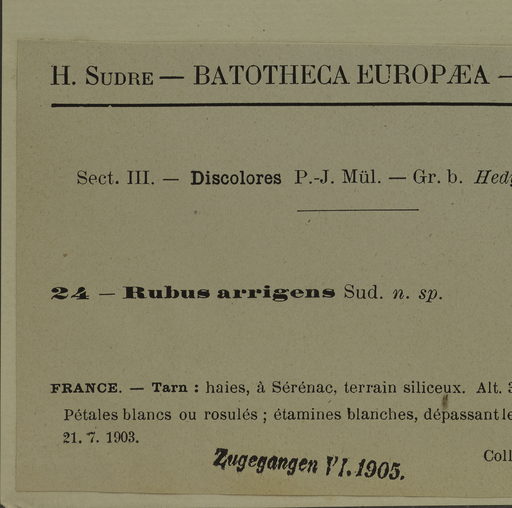 H. SUDRE — BATOTHECA EUROPÆA —
Sect. III. — Discolores P.-J. Mül. — Gr. b.
24 — Rubus arrigens Sud. n. sp.
FRANCE. — Tarn : haies, à Sérénac, terrain siliceux. Alt.
Pétales blancs ou rosulés ; étamines blanches, dépassant le
21. 7. 1903.
Zugegangen VI. 1905.
Coll